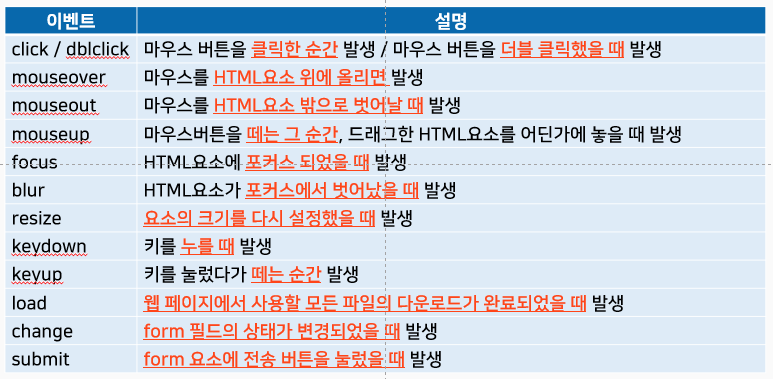 이벤트 설명
click / dblclick 마우스 버튼을 클릭한 순간 발생 / 마우스 버튼을 더블 클릭했을 때 발생
mouseover 마우스를 HTML요소 위에 올리면 발생
mouseout 마우스를 HTML요소 밖으로 벗어날 때 발생
mouseup 마우스버튼을 떼는 그 순간, 드래그한 HTML요소를 어딘가에 놓을 때 발생
focus HTML요소에 포커스 되었을 때 발생
blur HTML요소가 포커스에서 벗어났을 때 발생
resize 요소의 크기를 다시 설정했을 때 발생
keydown 키를 누를 때 발생
keyup 키를 눌렀다가 떼는 순간 발생
load 웹 페이지에서 사용할 모든 파일의 다운로드가 완료되었을 때 발생
change form 필드의 상태가 변경되었을 때 발생
submit form 요소에 전송 버튼을 눌렀을 때 발생